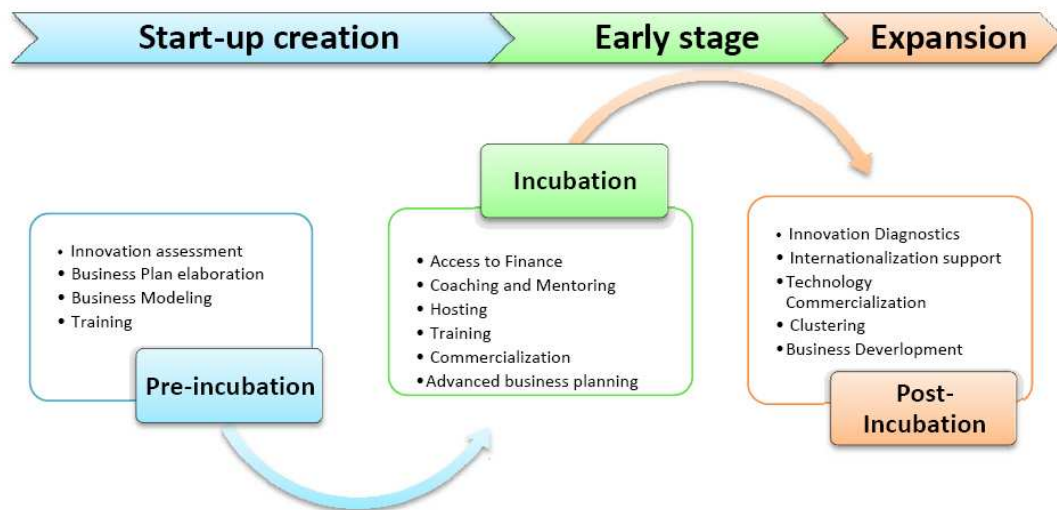 Start-up creation
Early stage
Expansion
• Innovation assessment
• Business Plan elaboration
• Business Modeling
• Training
Pre-incubation
Incubation
• Access to Finance
• Coaching and Mentoring
• Hosting
• Training
• Commercialization
• Advanced business planning
• Innovation Diagnostics
• Internationalization support
• Technology
Commercialization
• Clustering
• Business Deverlopment
Post-
Incubation